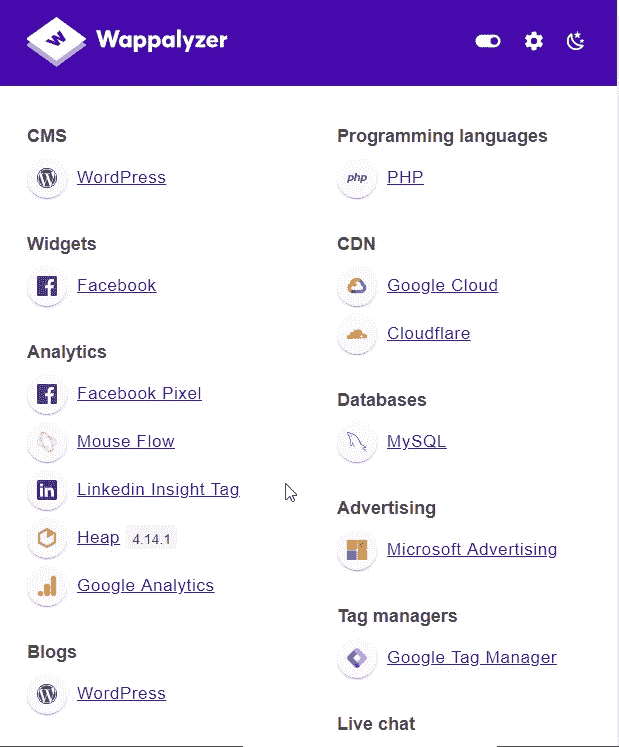 Wappalyzer
CMS
WordPress
Widgets
Facebook
Analytics
Facebook Pixel
Mouse Flow
Linkedin Insight Tag
Heap 4.14.1
Google Analytics
Blogs
WordPress
Programming languages
php PHP
CDN
Google Cloud
Cloudflare
Databases
MySQL
Advertising
Microsoft Advertising
Tag managers
Google Tag Manager
Live chat